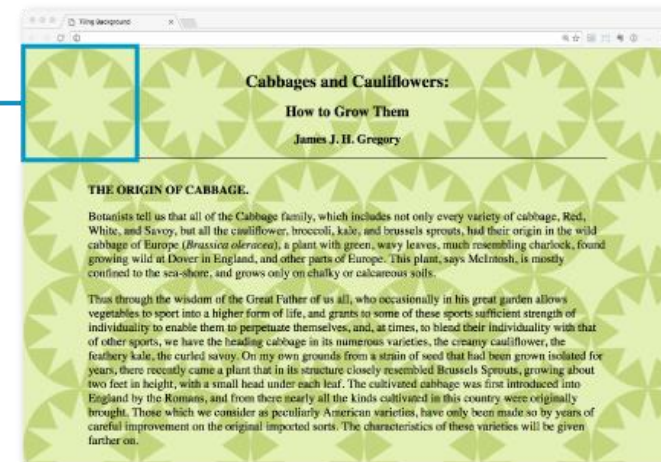 Tiling Background
Cabbages and Cauliflowers:
How to Grow Them
James J. H. Gregory
THE ORIGIN OF CABBAGE.
Botanists tell us that all of the Cabbage family, which includes not only every variety of cabbage, Red,
White, and Savoy, but all the cauliflower, broccoli, kale, and brussels sprouts, had their origin in the wild
cabbage of Europe (Brassica oleracea), a plant with green, wavy leaves, much resembling charlock, found
growing wild at Dover in England, and other parts of Europe. This plant, says McIntosh, is mostly
confined to the sea-shore, and grows only on chalky or calcareous soils.
Thus through the wisdom of the Great Father of us all, who occasionally in his great garden allows
vegetables to sport into a higher form of life, and grants to some of these sports sufficient strength of
individuality to enable them to perpetuate themselves, and, at times, to blend their individuality with that
of other sports, we have the heading cabbage in its numerous varieties, the creamy cauliflower, the
feathery kale, the curled savoy. On my own grounds from a strain of seed that had been grown isolated for
years, there recently came a plant that in its structure closely resembled Brussels Sprouts, growing about
two feet in height, with a small head under each leaf. The cultivated cabbage was first introduced into
England by the Romans, and from there nearly all the kinds cultivated in this country were originally
brought. Those which we consider as peculiarly American varieties, have only been made so by years of
careful improvement on the original imported sorts. The characteristics of these varieties will be given
farther on.